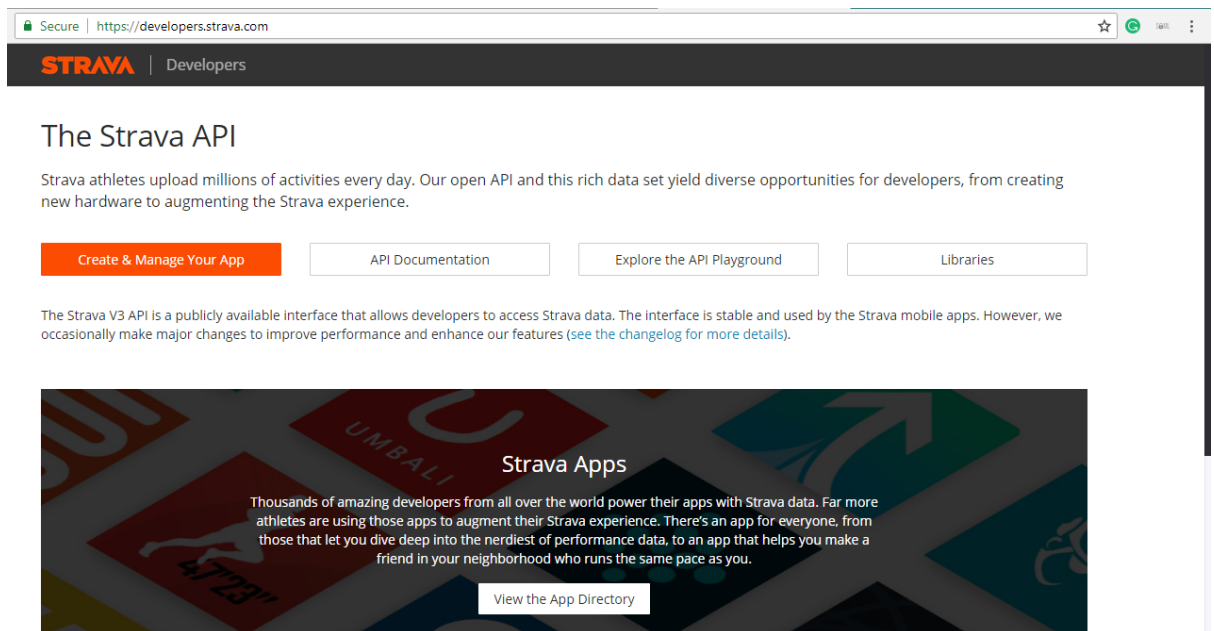 Secure | https://developers.strava.com
STRAVA | Developers
The Strava API
Strava athletes upload millions of activities every day. Our open API and this rich data set yield diverse opportunities for developers, from creating
new hardware to augmenting the Strava experience.
Create & Manage Your App
API Documentation
Explore the API Playground
Libraries
The Strava V3 API is a publicly available interface that allows developers to access Strava data. The interface is stable and used by the Strava mobile apps. However, we
occasionally make major changes to improve performance and enhance our features (see the changelog for more details).
UMBALI
47'23"
Strava Apps
Thousands of amazing developers from all over the world power their apps with Strava data. Far more
athletes are using those apps to augment their Strava experience. There's an app for everyone, from
those that let you dive deep into the nerdiest of performance data, to an app that helps you make a
friend in your neighborhood who runs the same pace as you.
View the App Directory